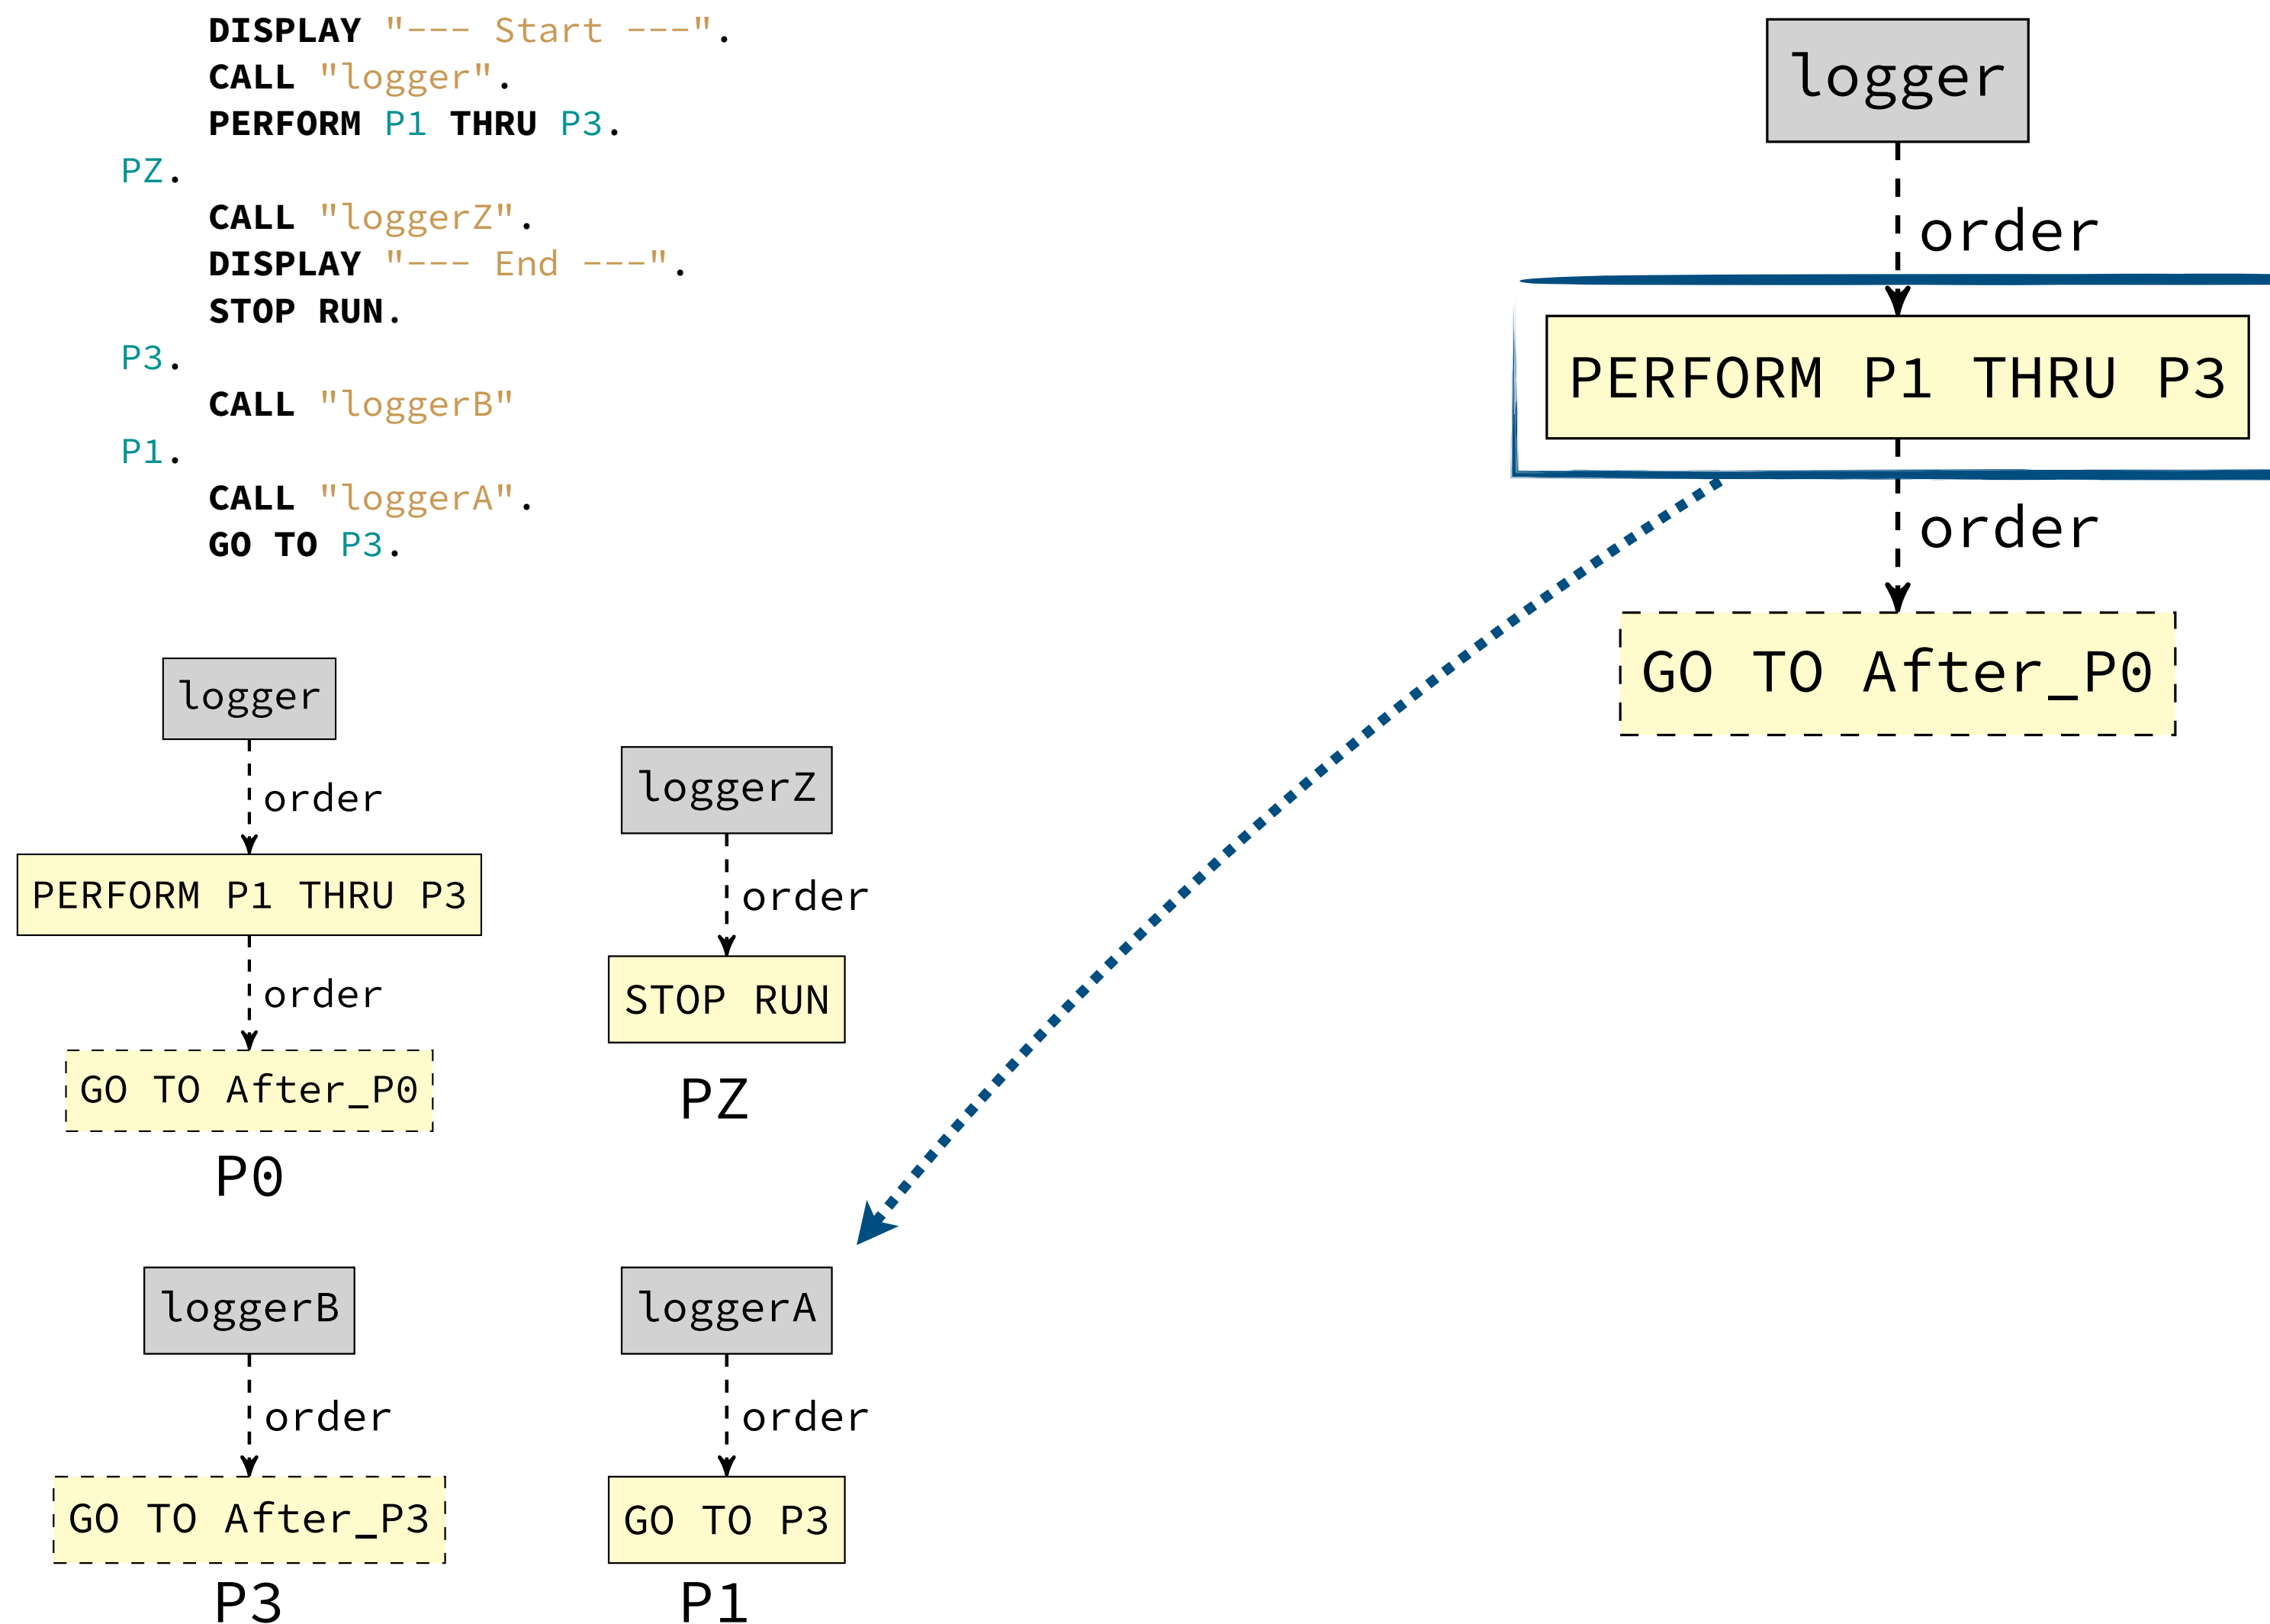 DISPLAY "--- Start ---".
CALL "logger".
PERFORM P1 THRU P3.
PZ.
CALL "loggerZ".
DISPLAY "--- End ---".
STOP RUN.
P3.
CALL "loggerB"
P1.
CALL "loggerA".
GO TO P3.
logger
order
PERFORM P1 THRU P3
order
GO TO After_P0
P0
loggerZ
order
STOP RUN
PZ
loggerB
order
GO TO After_P3
P3
loggerA
order
GO TO P3
P1
logger
order
PERFORM P1 THRU P3
order
GO TO After_P0